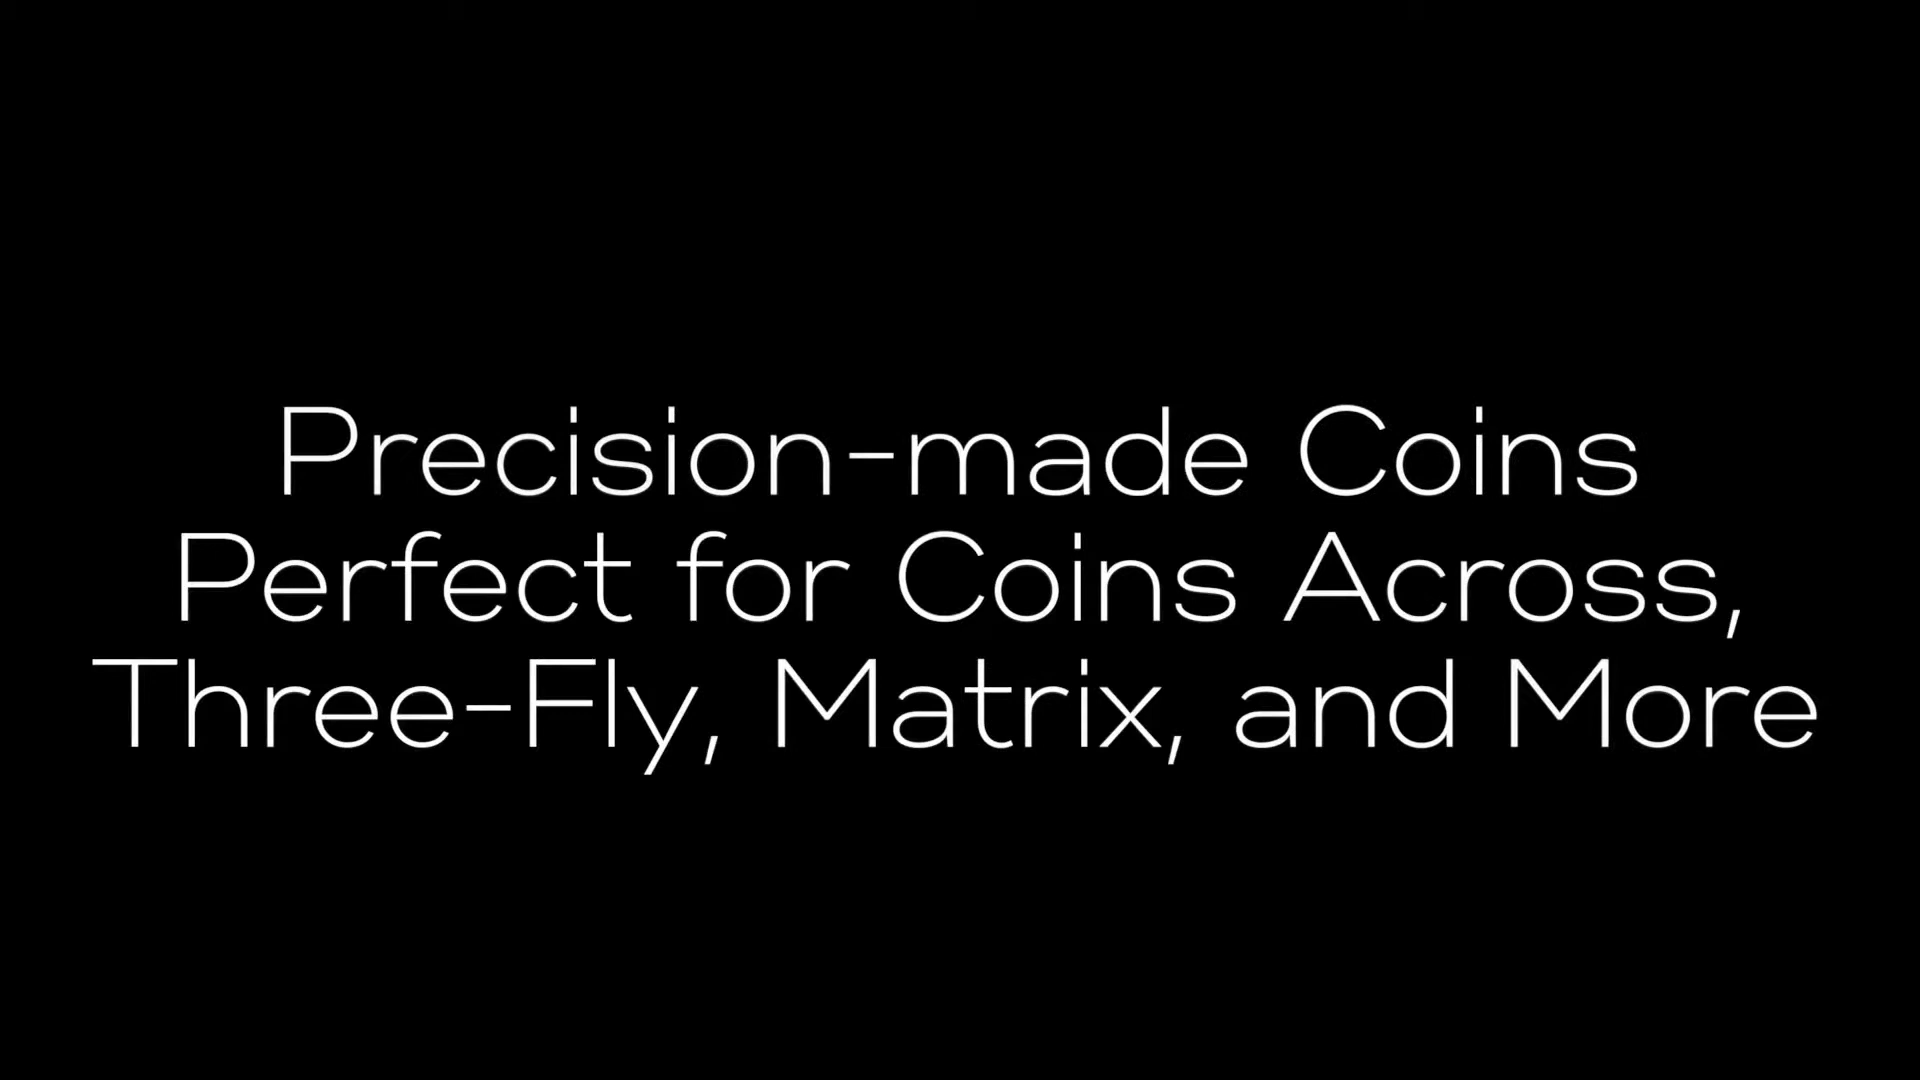 Precision-made Coins
Perfect for Coins Across,
Three-Fly, Matrix, and More